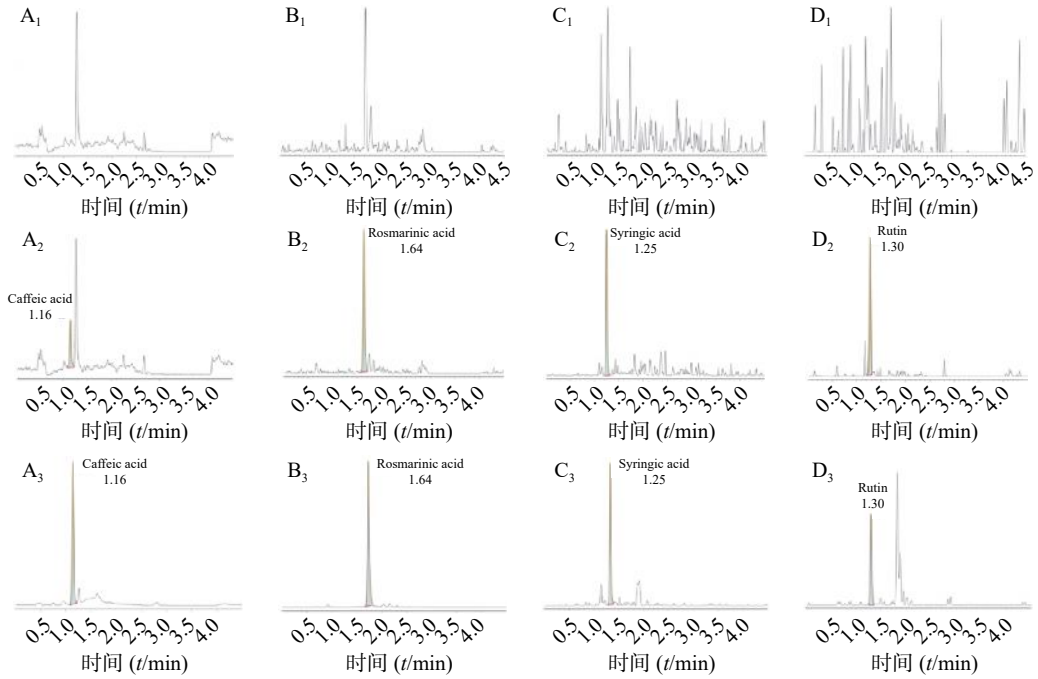 A1
B1
C1
D1
0.5 1.0 1.5 2.0 2.5 3.0 3.5 4.0
0.5 1.0 1.5 2.0 2.5 3.0 3.5 4.0 4.5
0.5 1.0 1.5 2.0 2.5 3.0 3.5 4.0
0.5 1.0 1.5 2.0 2.5 3.0 3.5 4.0 4.5
时间 (t/min)
时间 (t/min)
时间 (t/min)
时间 (t/min)
A2
Caffeic acid
1.16
B2
Rosmarinic acid
1.64
C2
Syringic acid
1.25
D2
Rutin
1.30
0.5 1.0 1.5 2.0 2.5 3.0 3.5 4.0
0.5 1.0 1.5 2.0 2.5 3.0 3.5 4.0
0.5 1.0 1.5 2.0 2.5 3.0 3.5 4.0
0.5 1.0 1.5 2.0 2.5 3.0 3.5 4.0
时间 (t/min)
时间 (t/min)
时间 (t/min)
时间 (t/min)
A3
Caffeic acid
1.16
B3
Rosmarinic acid
1.64
C3
Syringic acid
1.25
D3
Rutin
1.30
0.5 1.0 1.5 2.0 2.5 3.0 3.5 4.0
0.5 1.0 1.5 2.0 2.5 3.0 3.5 4.0
0.5 1.0 1.5 2.0 2.5 3.0 3.5 4.0
0.5 1.0 1.5 2.0 2.5 3.0 3.5 4.0
时间 (t/min)
时间 (t/min)
时间 (t/min)
时间 (t/min)